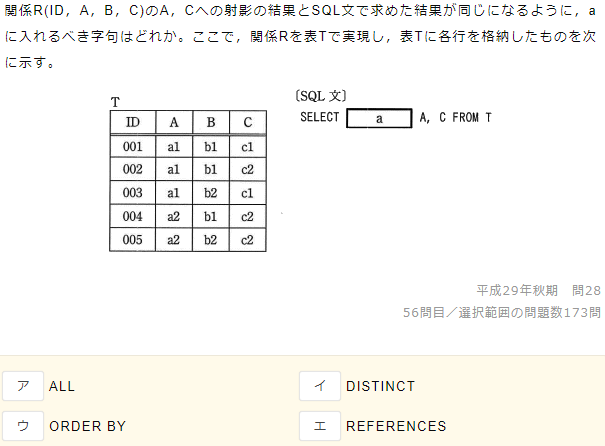 関係R(ID, A, B, C)のA, Cへの射影の結果とSQL文で求めた結果が同じになるように, a
に入れるべき字句はどれか。ここで, 関係Rを表Tで実現し, 表Tに各行を格納したものを次
に示す。
T
ID A B C
001 a1 b1 c1
002 a1 b1 c2
003 a1 b2 c1
004 a2 b1 c2
005 a2 b2 c2
〔SQL 文〕
SELECT a A, C FROM T
平成29年秋期 問28
56問目／選択範囲の問題数173問
ア ALL
イ DISTINCT
ウ ORDER BY
エ REFERENCES